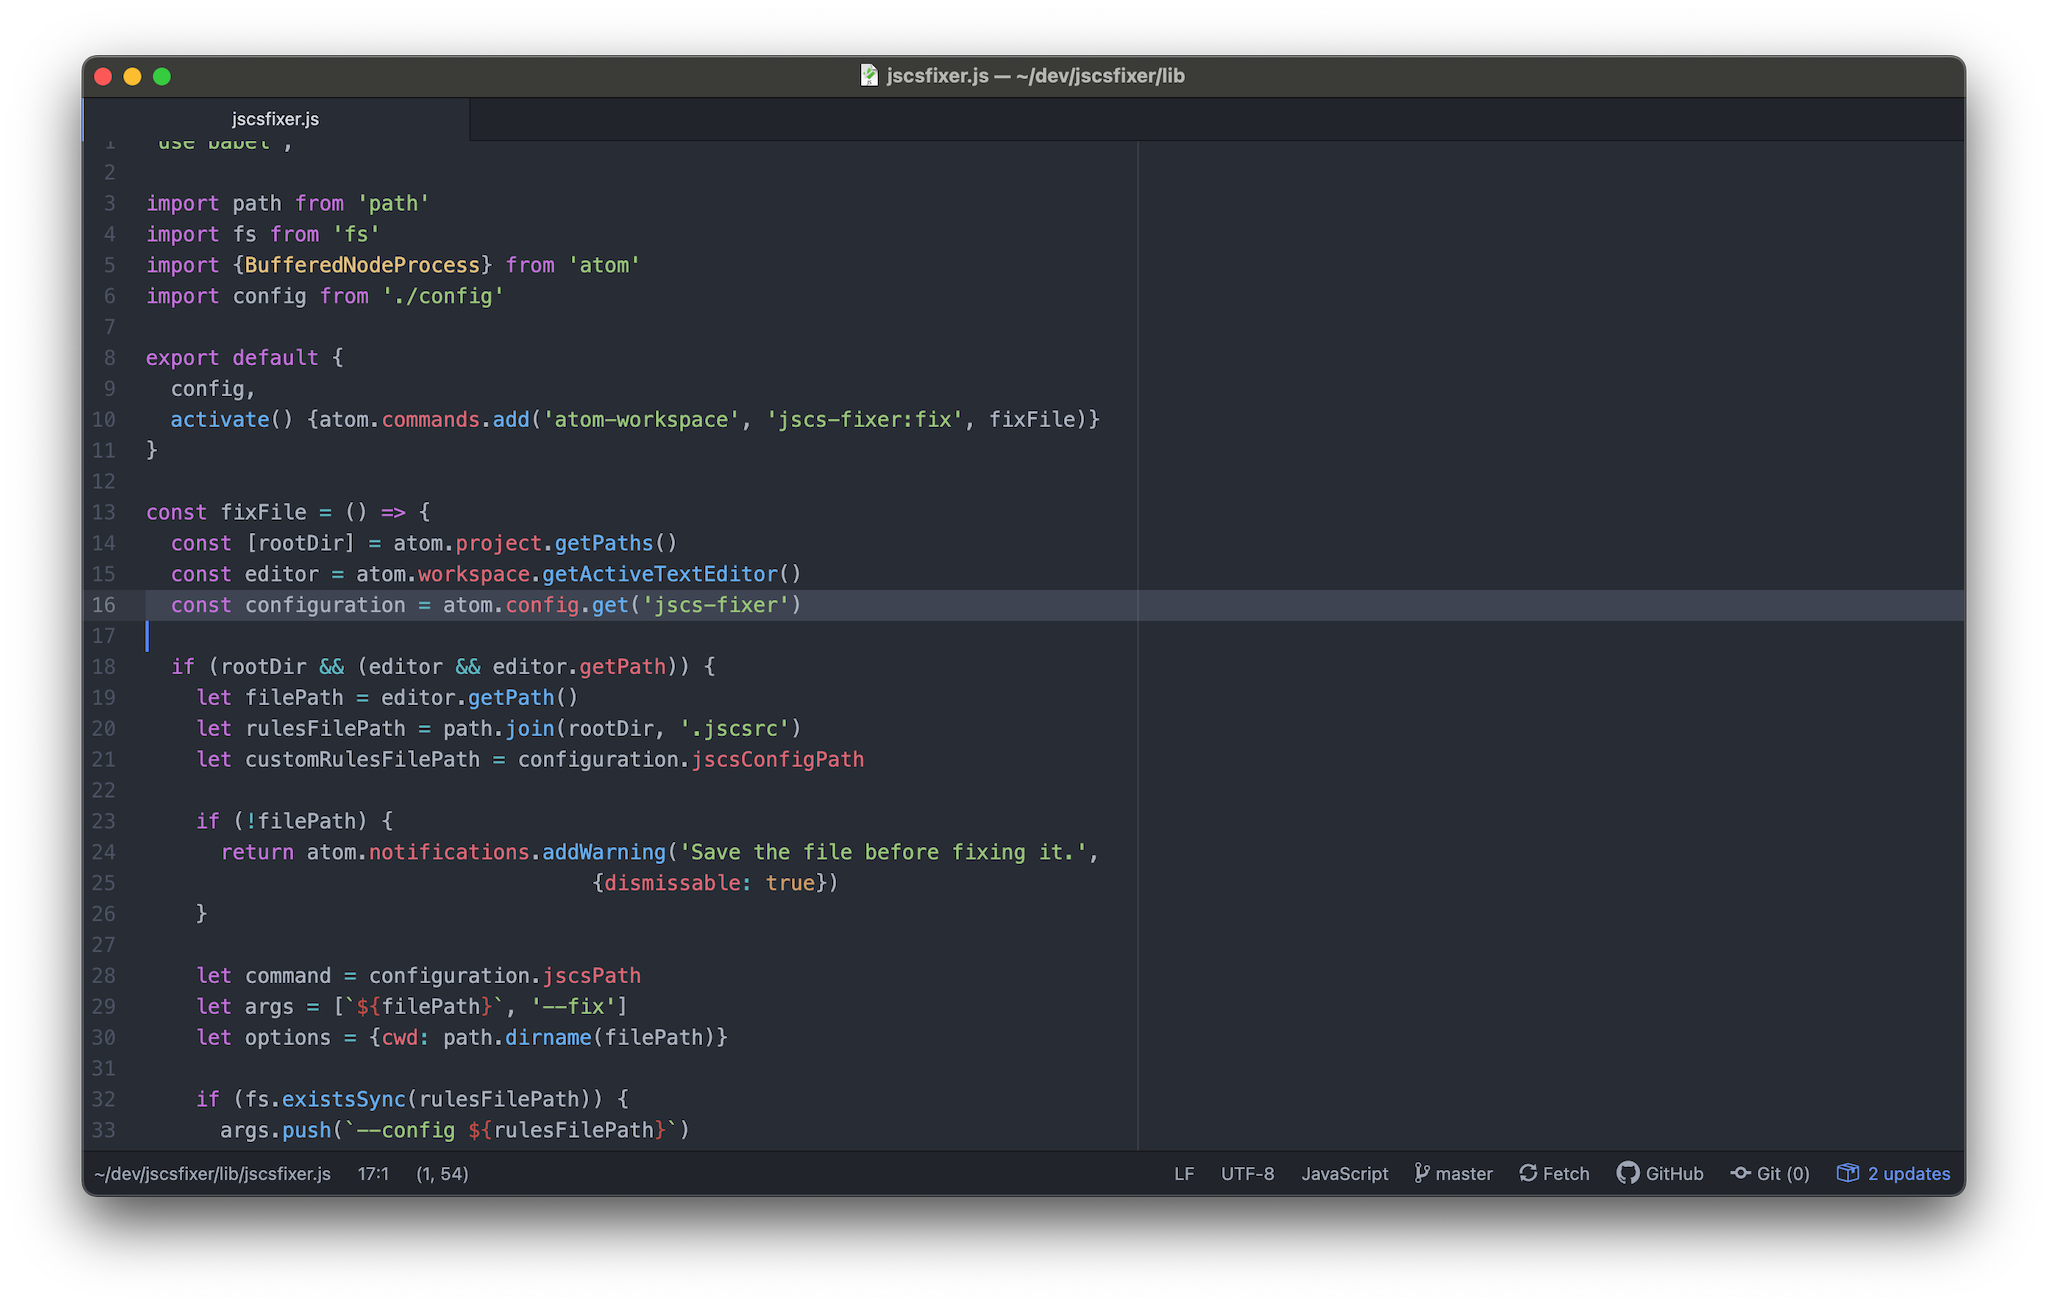 jscsfixer.js — ~/dev/jscsfixer/lib
jscsfixer.js
1 'use babel';
2
3 import path from 'path'
4 import fs from 'fs'
5 import {BufferedNodeProcess} from 'atom'
6 import config from './config'
7
8 export default {
9   config,
10   activate() {atom.commands.add('atom-workspace', 'jscs-fixer:fix', fixFile)}
11 }
12
13 const fixFile = () => {
14   const [rootDir] = atom.project.getPaths()
15   const editor = atom.workspace.getActiveTextEditor()
16   const configuration = atom.config.get('jscs-fixer')
17
18   if (rootDir && (editor && editor.getPath)) {
19     let filePath = editor.getPath()
20     let rulesFilePath = path.join(rootDir, '.jscsrc')
21     let customRulesFilePath = configuration.jscsConfigPath
22
23     if (!filePath) {
24       return atom.notifications.addWarning('Save the file before fixing it.',
25                                     {dismissable: true})
26     }
27
28     let command = configuration.jscsPath
29     let args = [`${filePath}`, '--fix']
30     let options = {cwd: path.dirname(filePath)}
31
32     if (fs.existsSync(rulesFilePath)) {
33       args.push(`--config ${rulesFilePath}`)
~/dev/jscsfixer/lib/jscsfixer.js 17:1 (1, 54) LF UTF-8 JavaScript master Fetch GitHub Git (0) 2 updates